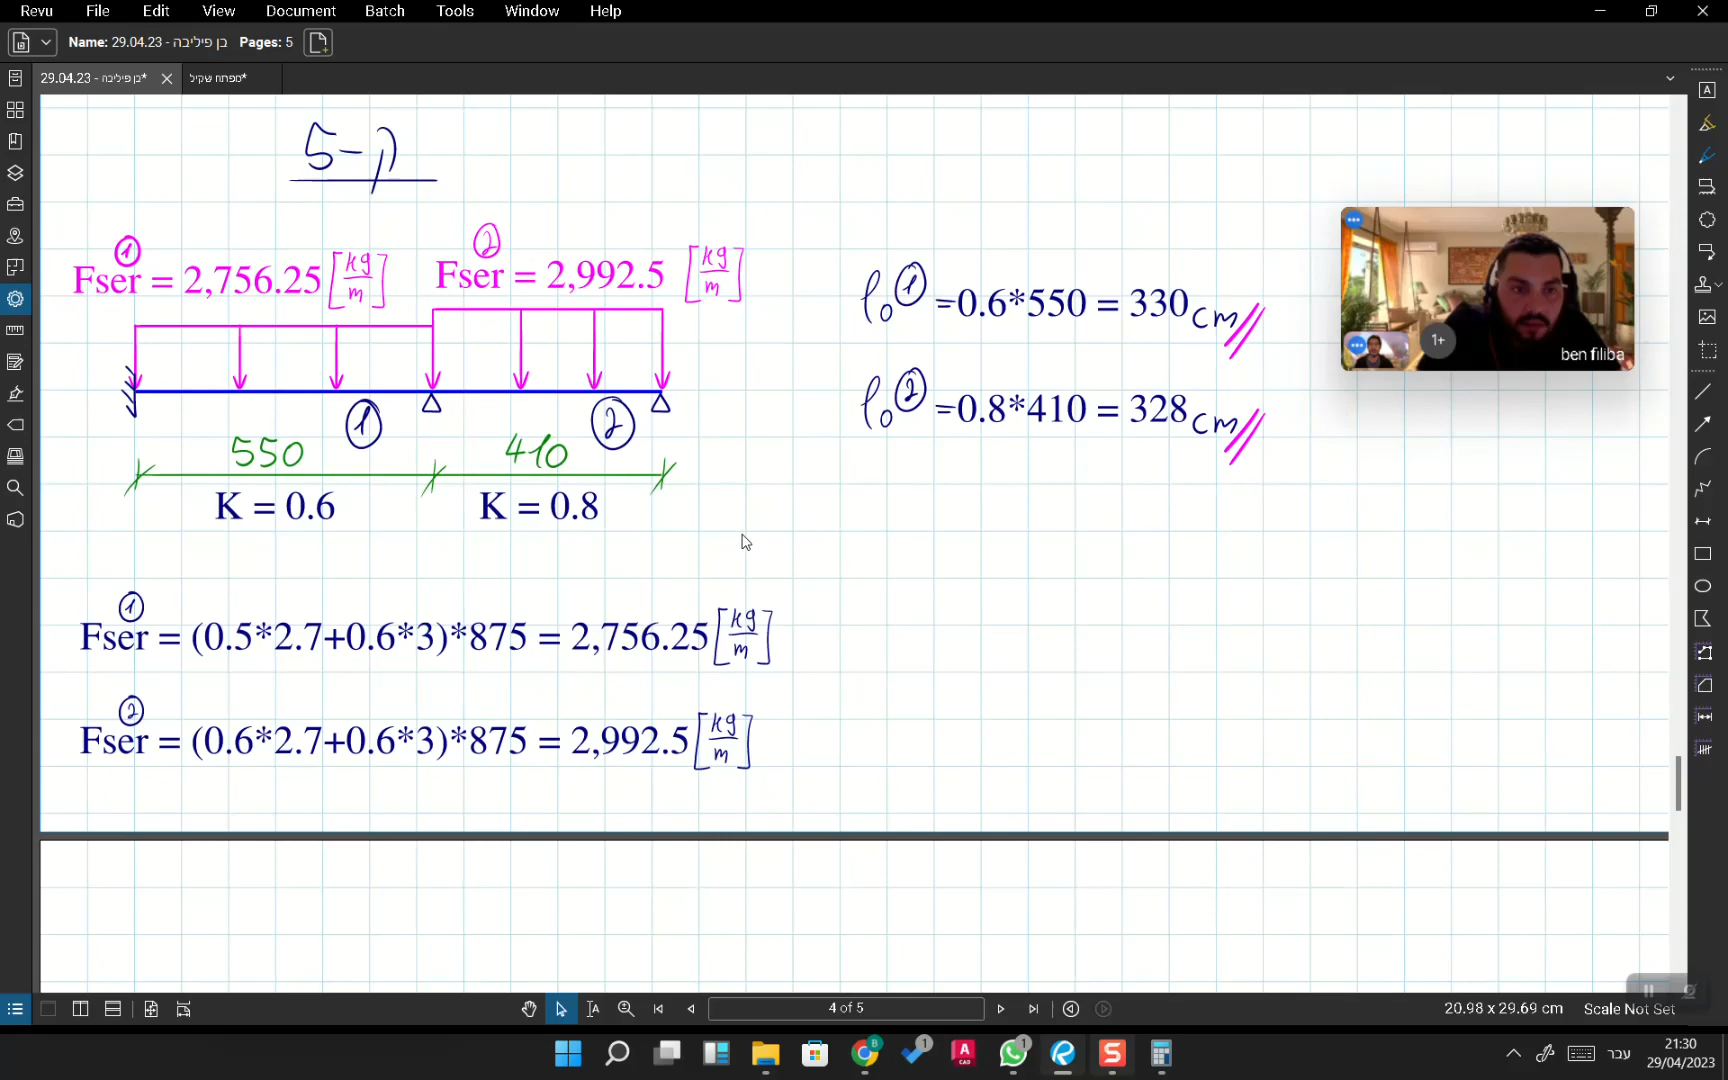 Revu File Edit View Document Batch Tools Window Help
Name: 29.04.23 - בן פיליבה Pages: 5
29.04.23 - בן פיליבה* מפתח שקיל*
ק-5
① ②
Fser = 2,756.25 [kg/m] Fser = 2,992.5 [kg/m]
ℓ₀① =0.6*550 = 330cm
ℓ₀② =0.8*410 = 328cm
① ②
550 410
K = 0.6 K = 0.8
①
Fser = (0.5*2.7+0.6*3)*875 = 2,756.25 [kg/m]
②
Fser = (0.6*2.7+0.6*3)*875 = 2,992.5 [kg/m]
1+
ben filiba
4 of 5
20.98 x 29.69 cm Scale Not Set
עבר
21:30
29/04/2023